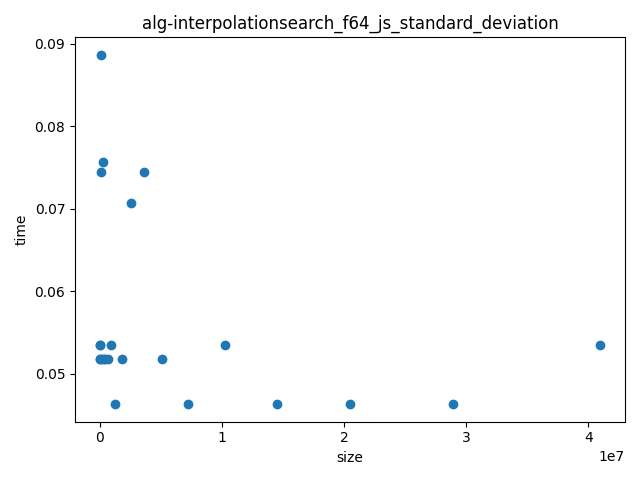 alg-interpolationsearch_f64_js_standard_deviation
0.09
0.08
0.07
0.06
0.05
time
0 1 2 3 4
1e7
size